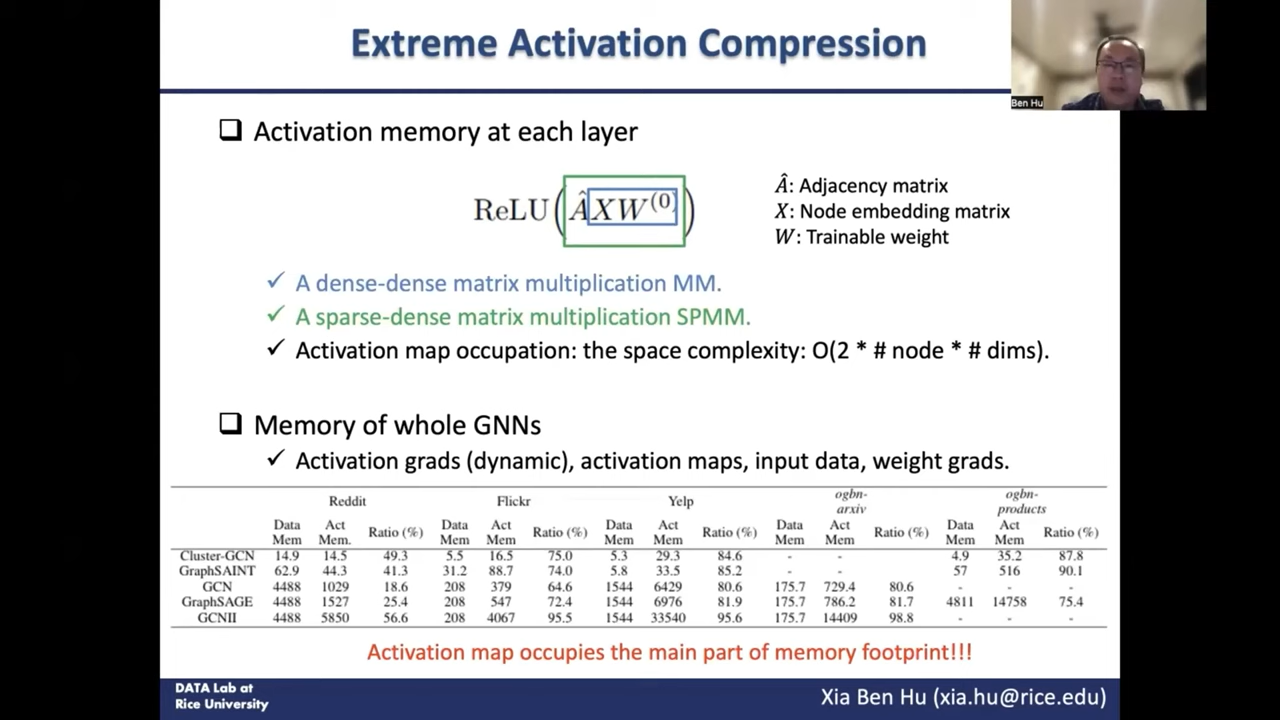 Extreme Activation Compression
Ben Hu
❑ Activation memory at each layer
ReLU(ÂXW⁽⁰⁾)
Â: Adjacency matrix
X: Node embedding matrix
W: Trainable weight
✓ A dense-dense matrix multiplication MM.
✓ A sparse-dense matrix multiplication SPMM.
✓ Activation map occupation: the space complexity: O(2 * # node * # dims).
❑ Memory of whole GNNs
✓ Activation grads (dynamic), activation maps, input data, weight grads.
Reddit Flickr Yelp ogbn-arxiv ogbn-products
Data Mem Act Mem. Ratio (%) Data Mem Act Mem Ratio (%) Data Mem Act Mem Ratio (%) Data Mem Act Mem Ratio (%) Data Mem Act Mem Ratio (%)
Cluster-GCN 14.9 14.5 49.3 5.5 16.5 75.0 5.3 29.3 84.6 - - 4.9 35.2 87.8
GraphSAINT 62.9 44.3 41.3 31.2 88.7 74.0 5.8 33.5 85.2 - - 57 516 90.1
GCN 4488 1029 18.6 208 379 64.6 1544 6429 80.6 175.7 729.4 80.6 - - -
GraphSAGE 4488 1527 25.4 208 547 72.4 1544 6976 81.9 175.7 786.2 81.7 4811 14758 75.4
GCNII 4488 5850 56.6 208 4067 95.5 1544 33540 95.6 175.7 14409 98.8 - - -
Activation map occupies the main part of memory footprint!!!
DATA Lab at
Rice University
Xia Ben Hu (xia.hu@rice.edu)